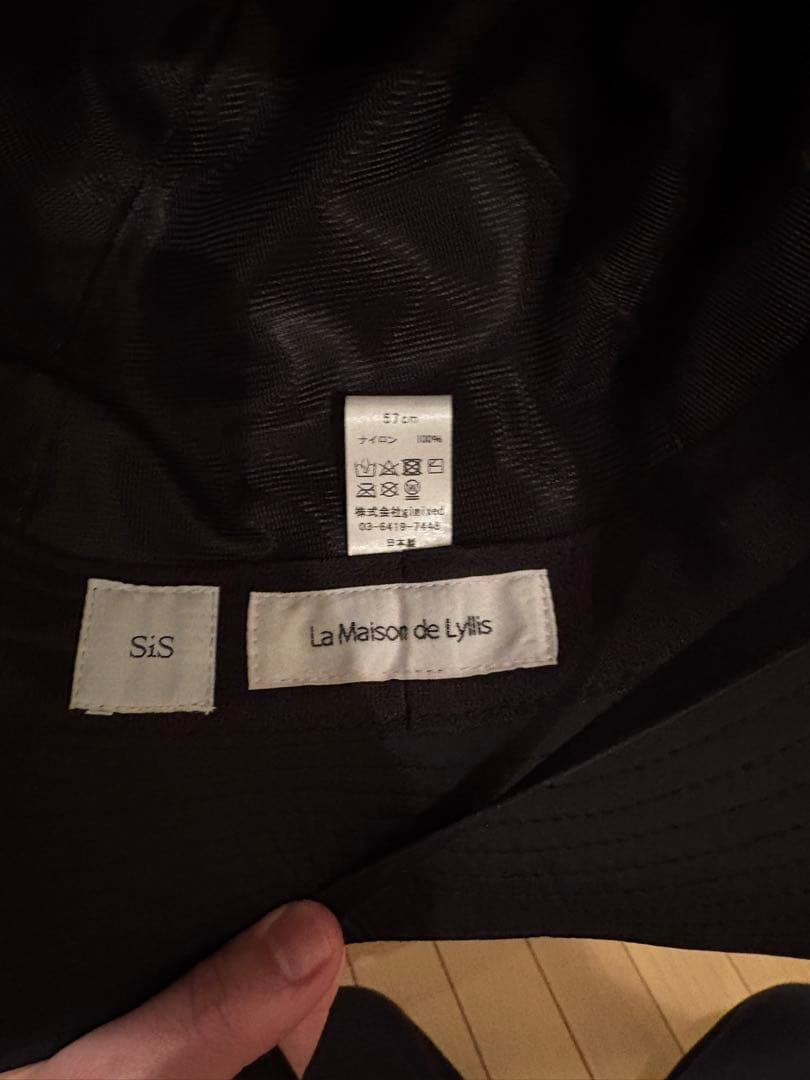 57cm
ナイロン 100%
株式会社gimixed
03-6419-7448
日本製
SiS
La Maison de Lyllis